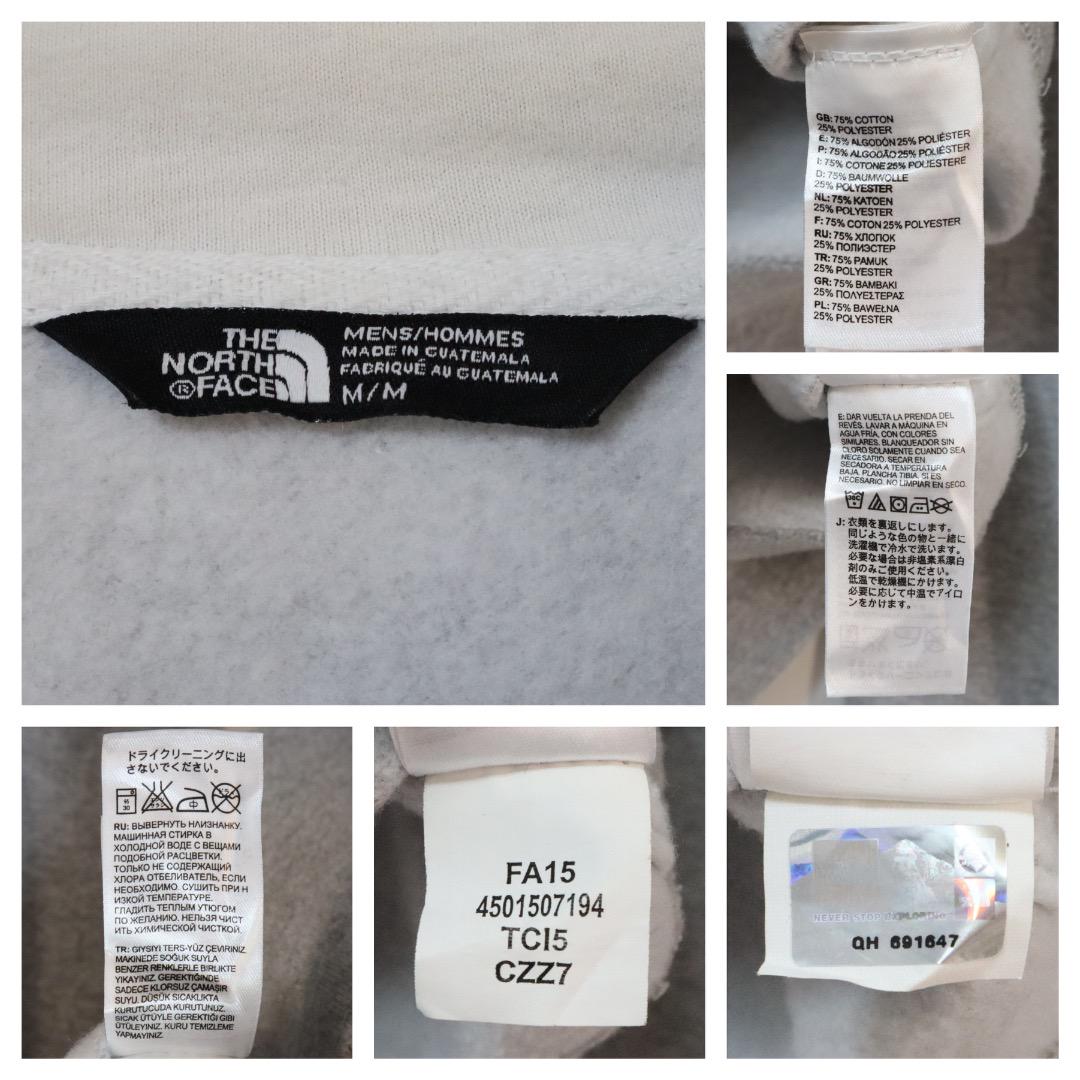 THE
NORTH
FACE
®
MENS/HOMMES
MADE IN GUATEMALA
FABRIQUÉ AU GUATEMALA
M/M
GB: 75% COTTON
25% POLYESTER
E: 75% ALGODÓN 25% POLIÉSTER
P: 75% ALGODÃO 25% POLIÉSTER
I: 75% COTONE 25% POLIESTERE
D: 75% BAUMWOLLE
25% POLYESTER
NL: 75% KATOEN
25% POLYESTER
F: 75% COTON 25% POLYESTER
RU: 75% ХЛОПОК
25% ПОЛИЭСТЕР
TR: 75% PAMUK
25% POLYESTER
GR: 75% ΒΑΜΒΑΚΙ
25% ΠΟΛΥΕΣΤΕΡΑΣ
PL: 75% BAWEŁNA
25% POLYESTER
E: DAR VUELTA LA PRENDA DEL
REVÉS. LAVAR A MÁQUINA EN
AGUA FRÍA, CON COLORES
SIMILARES. BLANQUEADOR SIN
CLORO SOLAMENTE CUANDO SEA
NECESARIO. SECAR EN
SECADORA A TEMPERATURA
BAJA. PLANCHA TIBIA, SI ES
NECESARIO. NO LIMPIAR EN SECO.
30C
J: 衣類を裏返しにします。
同じような色の物と一緒に
洗濯機で冷水で洗います。
必要な場合は非塩素系漂白
剤のみご使用ください。
低温で乾燥機にかけます。
必要に応じて中温でアイロ
ンをかけます。
ドライクリーニングに出
さないでください。
30 中
RU: ВЫВЕРНУТЬ НАИЗНАНКУ.
МАШИННАЯ СТИРКА В
ХОЛОДНОЙ ВОДЕ С ВЕЩАМИ
ПОДОБНОЙ РАСЦВЕТКИ.
ТОЛЬКО НЕ СОДЕРЖАЩИЙ
ХЛОРА ОТБЕЛИВАТЕЛЬ, ЕСЛИ
НЕОБХОДИМО. СУШИТЬ ПРИ Н
ИЗКОЙ ТЕМПЕРАТУРЕ.
ГЛАДИТЬ ТЕПЛЫМ УТЮГОМ
ПО ЖЕЛАНИЮ. НЕЛЬЗЯ ЧИСТ
ИТЬ ХИМИЧЕСКОЙ ЧИСТКОЙ.
TR: GIYSIYI TERS-YÜZ ÇEVIRINIZ.
MAKINEDE SOĞUK SUYLA
BENZER RENKLERLE BIRLIKTE
YIKAYINIZ. GEREKTIĞINDE
SADECE KLORSUZ ÇAMAŞIR
SUYU. DÜŞÜK SICAKLIKTA
KURUTUCUDA KURUTUNUZ.
SICAK ÜTÜYLE GEREKTIĞI GIBI
ÜTÜLEYINIZ. KURU TEMIZLEME
YAPMAYINIZ.
FA15
4501507194
TCI5
CZZ7
NEVER STOP EXPLORING
QH 691647